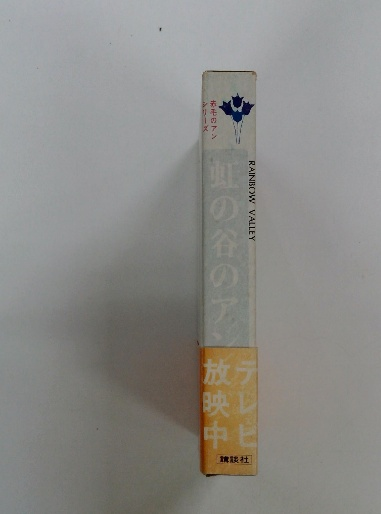 赤毛のアン
シリーズ
RAINBOW VALLEY
虹の谷のアン
テレビ
放映中
講談社